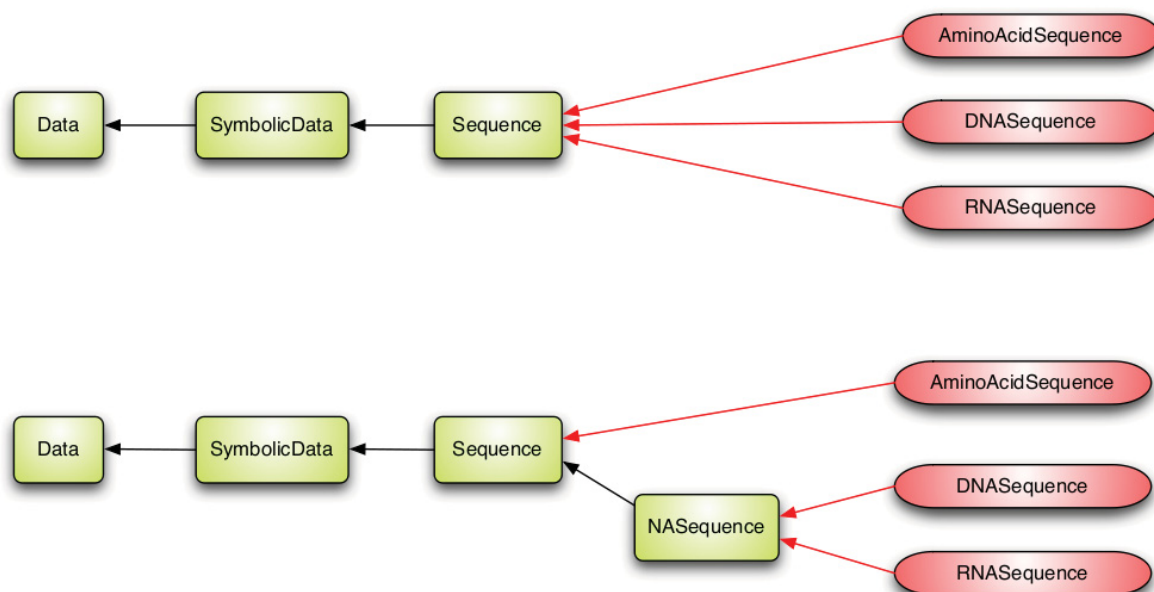 AminoAcidSequence
Data
SymbolicData
Sequence
DNASequence
RNASequence
AminoAcidSequence
Data
SymbolicData
Sequence
DNASequence
NASequence
RNASequence